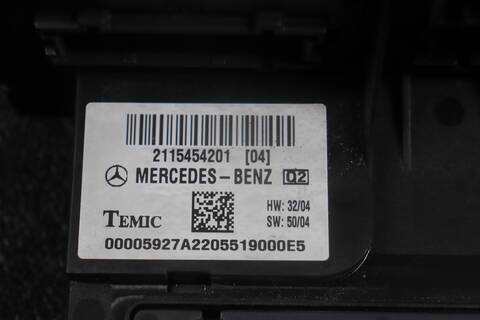 2115454201 [04]
MERCEDES-BENZ 02
HW: 32/04
TEMIC SW: 50/04
00005927A2205519000E5